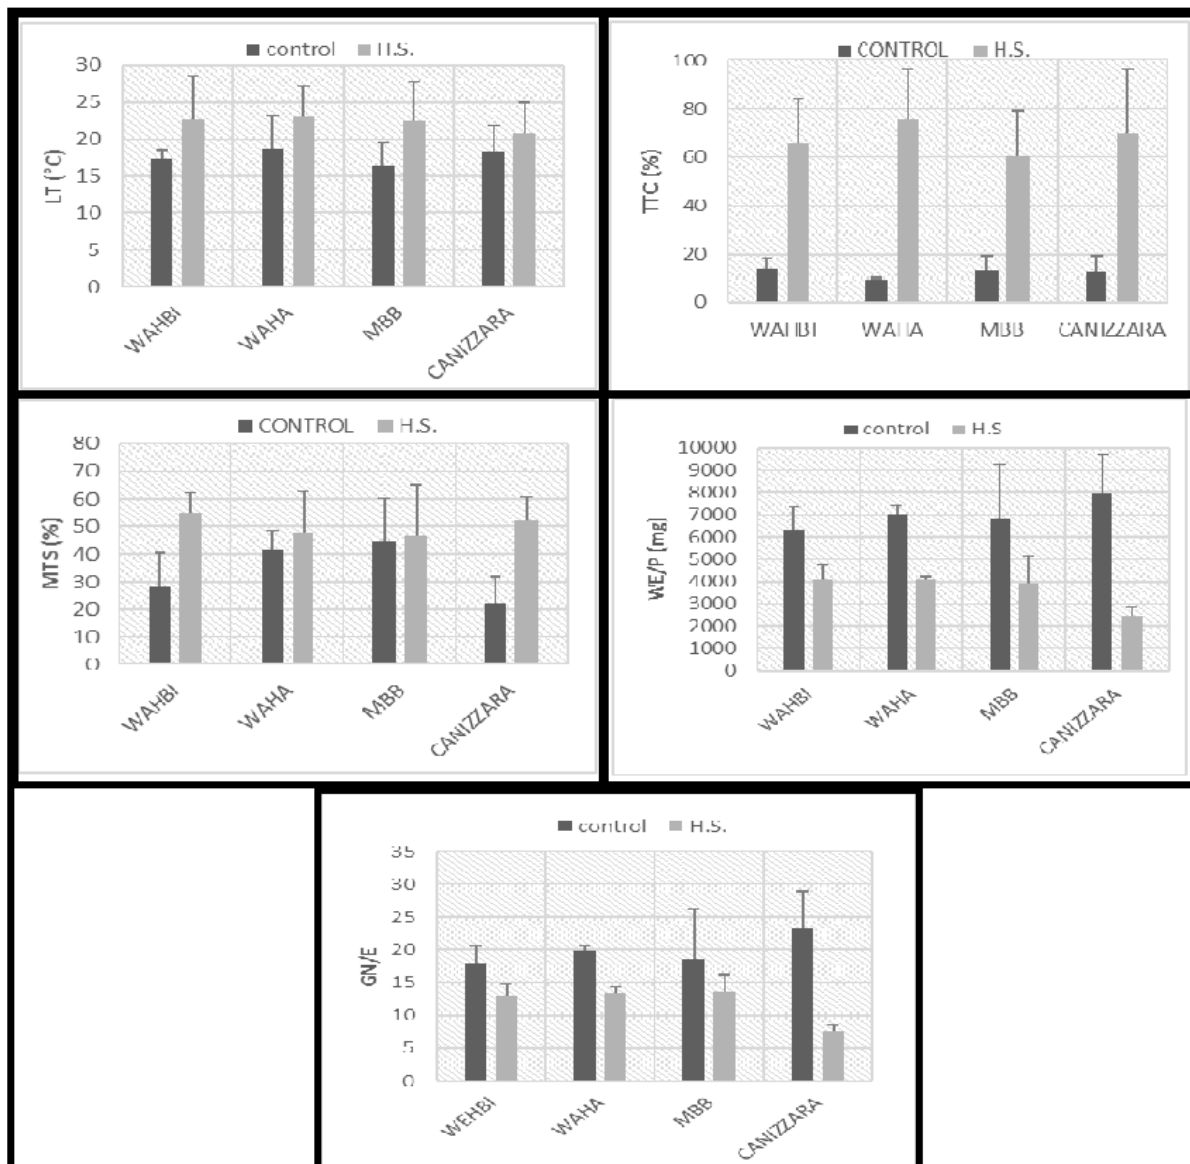 control H.S.
30
25
20
15
10
5
0
LT (°C)
WAHBI WAHA MBB CANIZZARA
CONTROL H.S.
100
80
60
40
20
0
TTC (%)
WAHBI WAHA MBB CANIZZARA
CONTROL H.S.
80
70
60
50
40
30
20
10
0
MTS (%)
WAHBI WAHA MBB CANIZZARA
control H.S
10000
9000
8000
7000
6000
5000
4000
3000
2000
1000
0
WE/P (mg)
WAHBI WAHA MBB CANIZZARA
control H.S.
35
30
25
20
15
10
5
0
GN/E
WEHBI WAHA MBB CANIZZARA